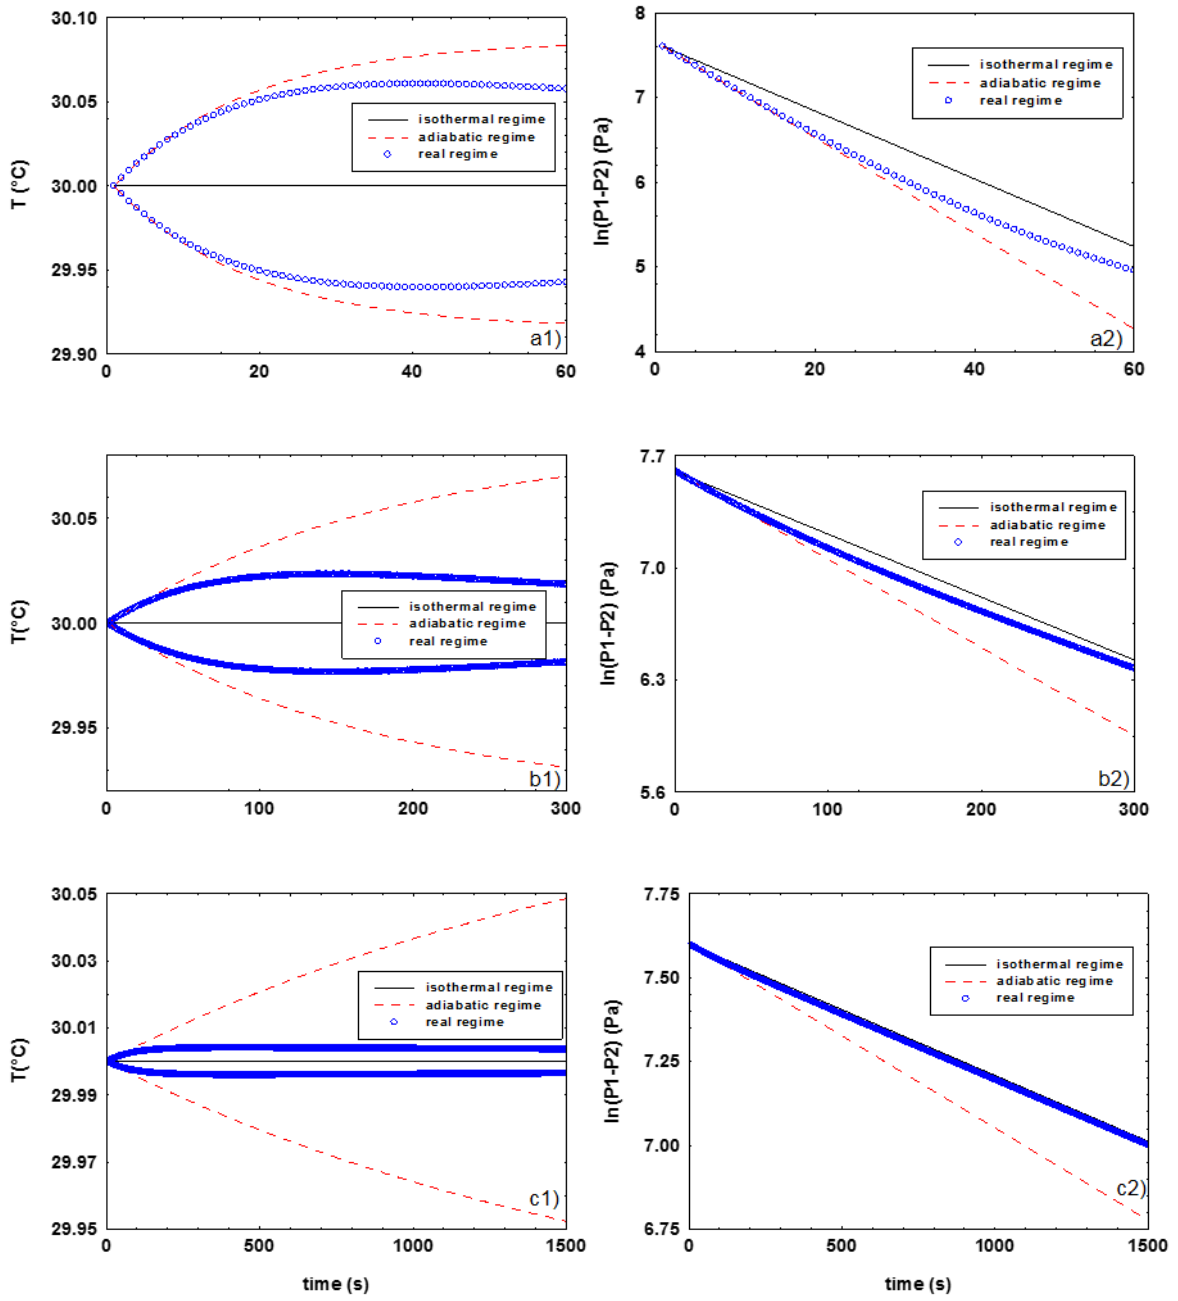 30.10
30.05
30.00
29.95
29.90
T (°C)
isothermal regime
adiabatic regime
real regime
a1)
0 20 40 60
8
7
6
5
4
ln(P1-P2) (Pa)
isothermal regime
adiabatic regime
real regime
a2)
0 20 40 60
30.05
30.00
29.95
T(°C)
isothermal regime
adiabatic regime
real regime
b1)
0 100 200 300
7.7
7.0
6.3
5.6
ln(P1-P2) (Pa)
isothermal regime
adiabatic regime
real regime
b2)
0 100 200 300
30.05
30.03
30.01
29.99
29.97
29.95
T(°C)
isothermal regime
adiabatic regime
real regime
c1)
0 500 1000 1500
time (s)
7.75
7.50
7.25
7.00
6.75
ln(P1-P2) (Pa)
isothermal regime
adiabatic regime
real regime
c2)
0 500 1000 1500
time (s)